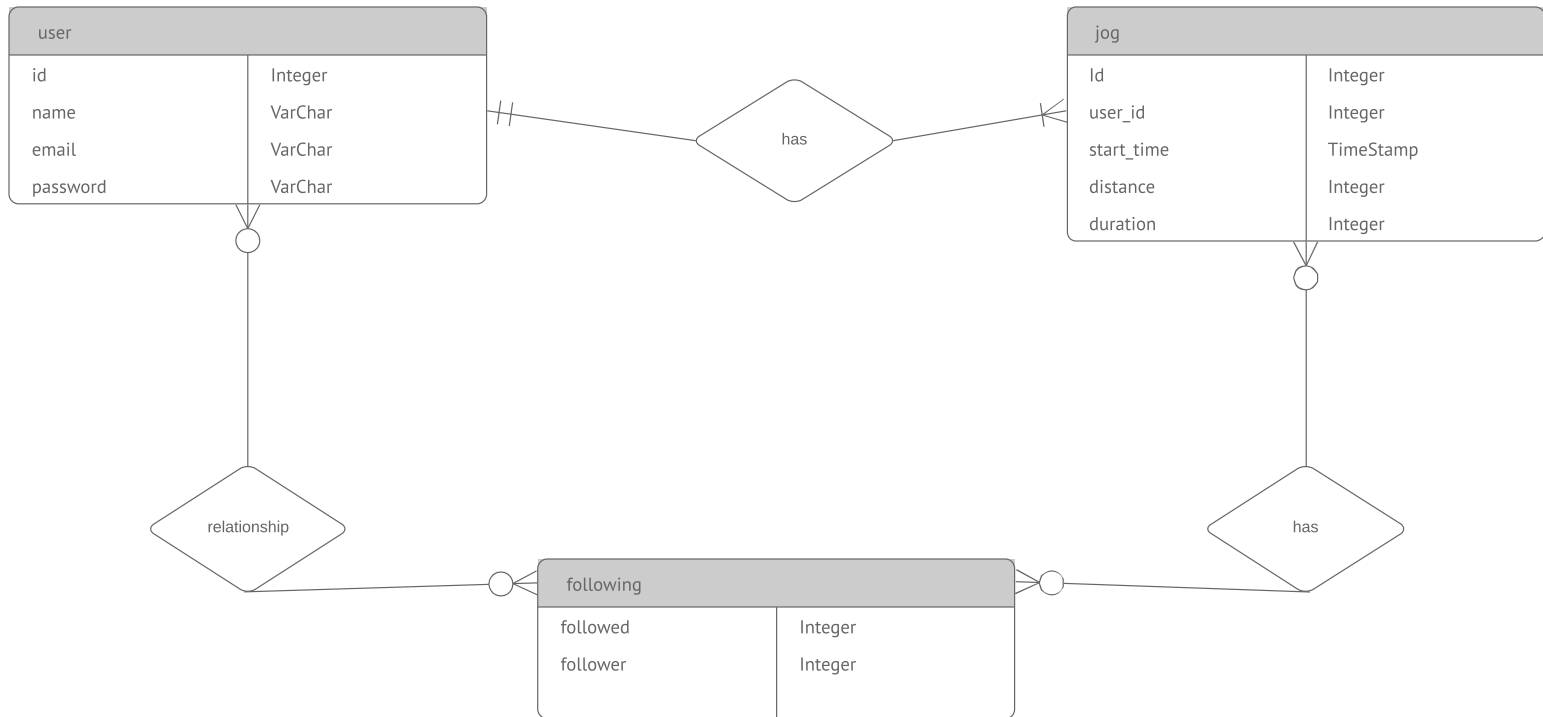 user
id Integer
name VarChar
email VarChar
password VarChar
has
jog
Id Integer
user_id Integer
start_time TimeStamp
distance Integer
duration Integer
relationship
has
following
followed Integer
follower Integer